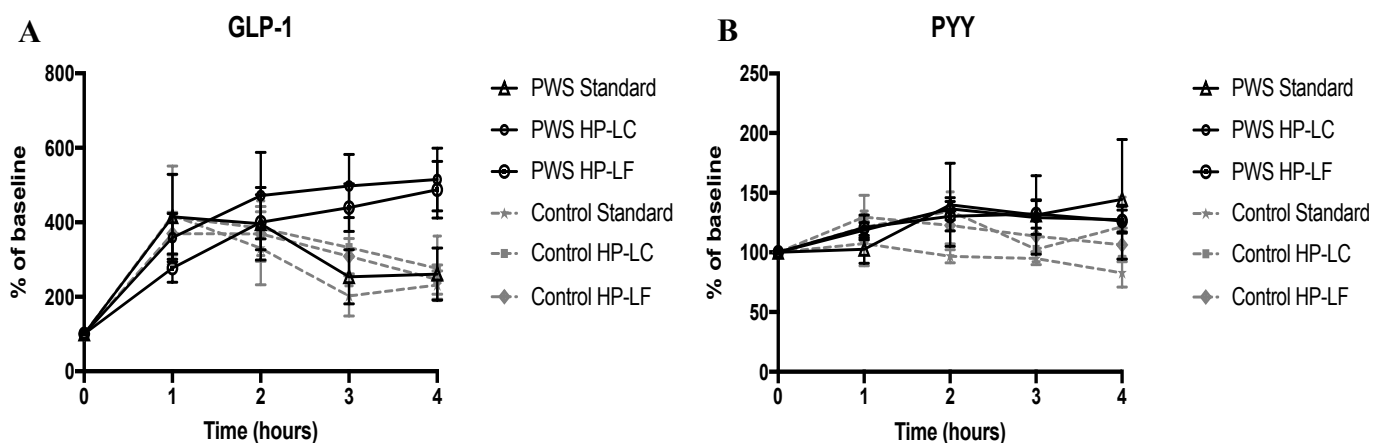 A
GLP-1
% of baseline
800
600
400
200
0
0 1 2 3 4
Time (hours)
PWS Standard
PWS HP-LC
PWS HP-LF
Control Standard
Control HP-LC
Control HP-LF
B
PYY
% of baseline
250
200
150
100
50
0
0 1 2 3 4
Time (hours)
PWS Standard
PWS HP-LC
PWS HP-LF
Control Standard
Control HP-LC
Control HP-LF